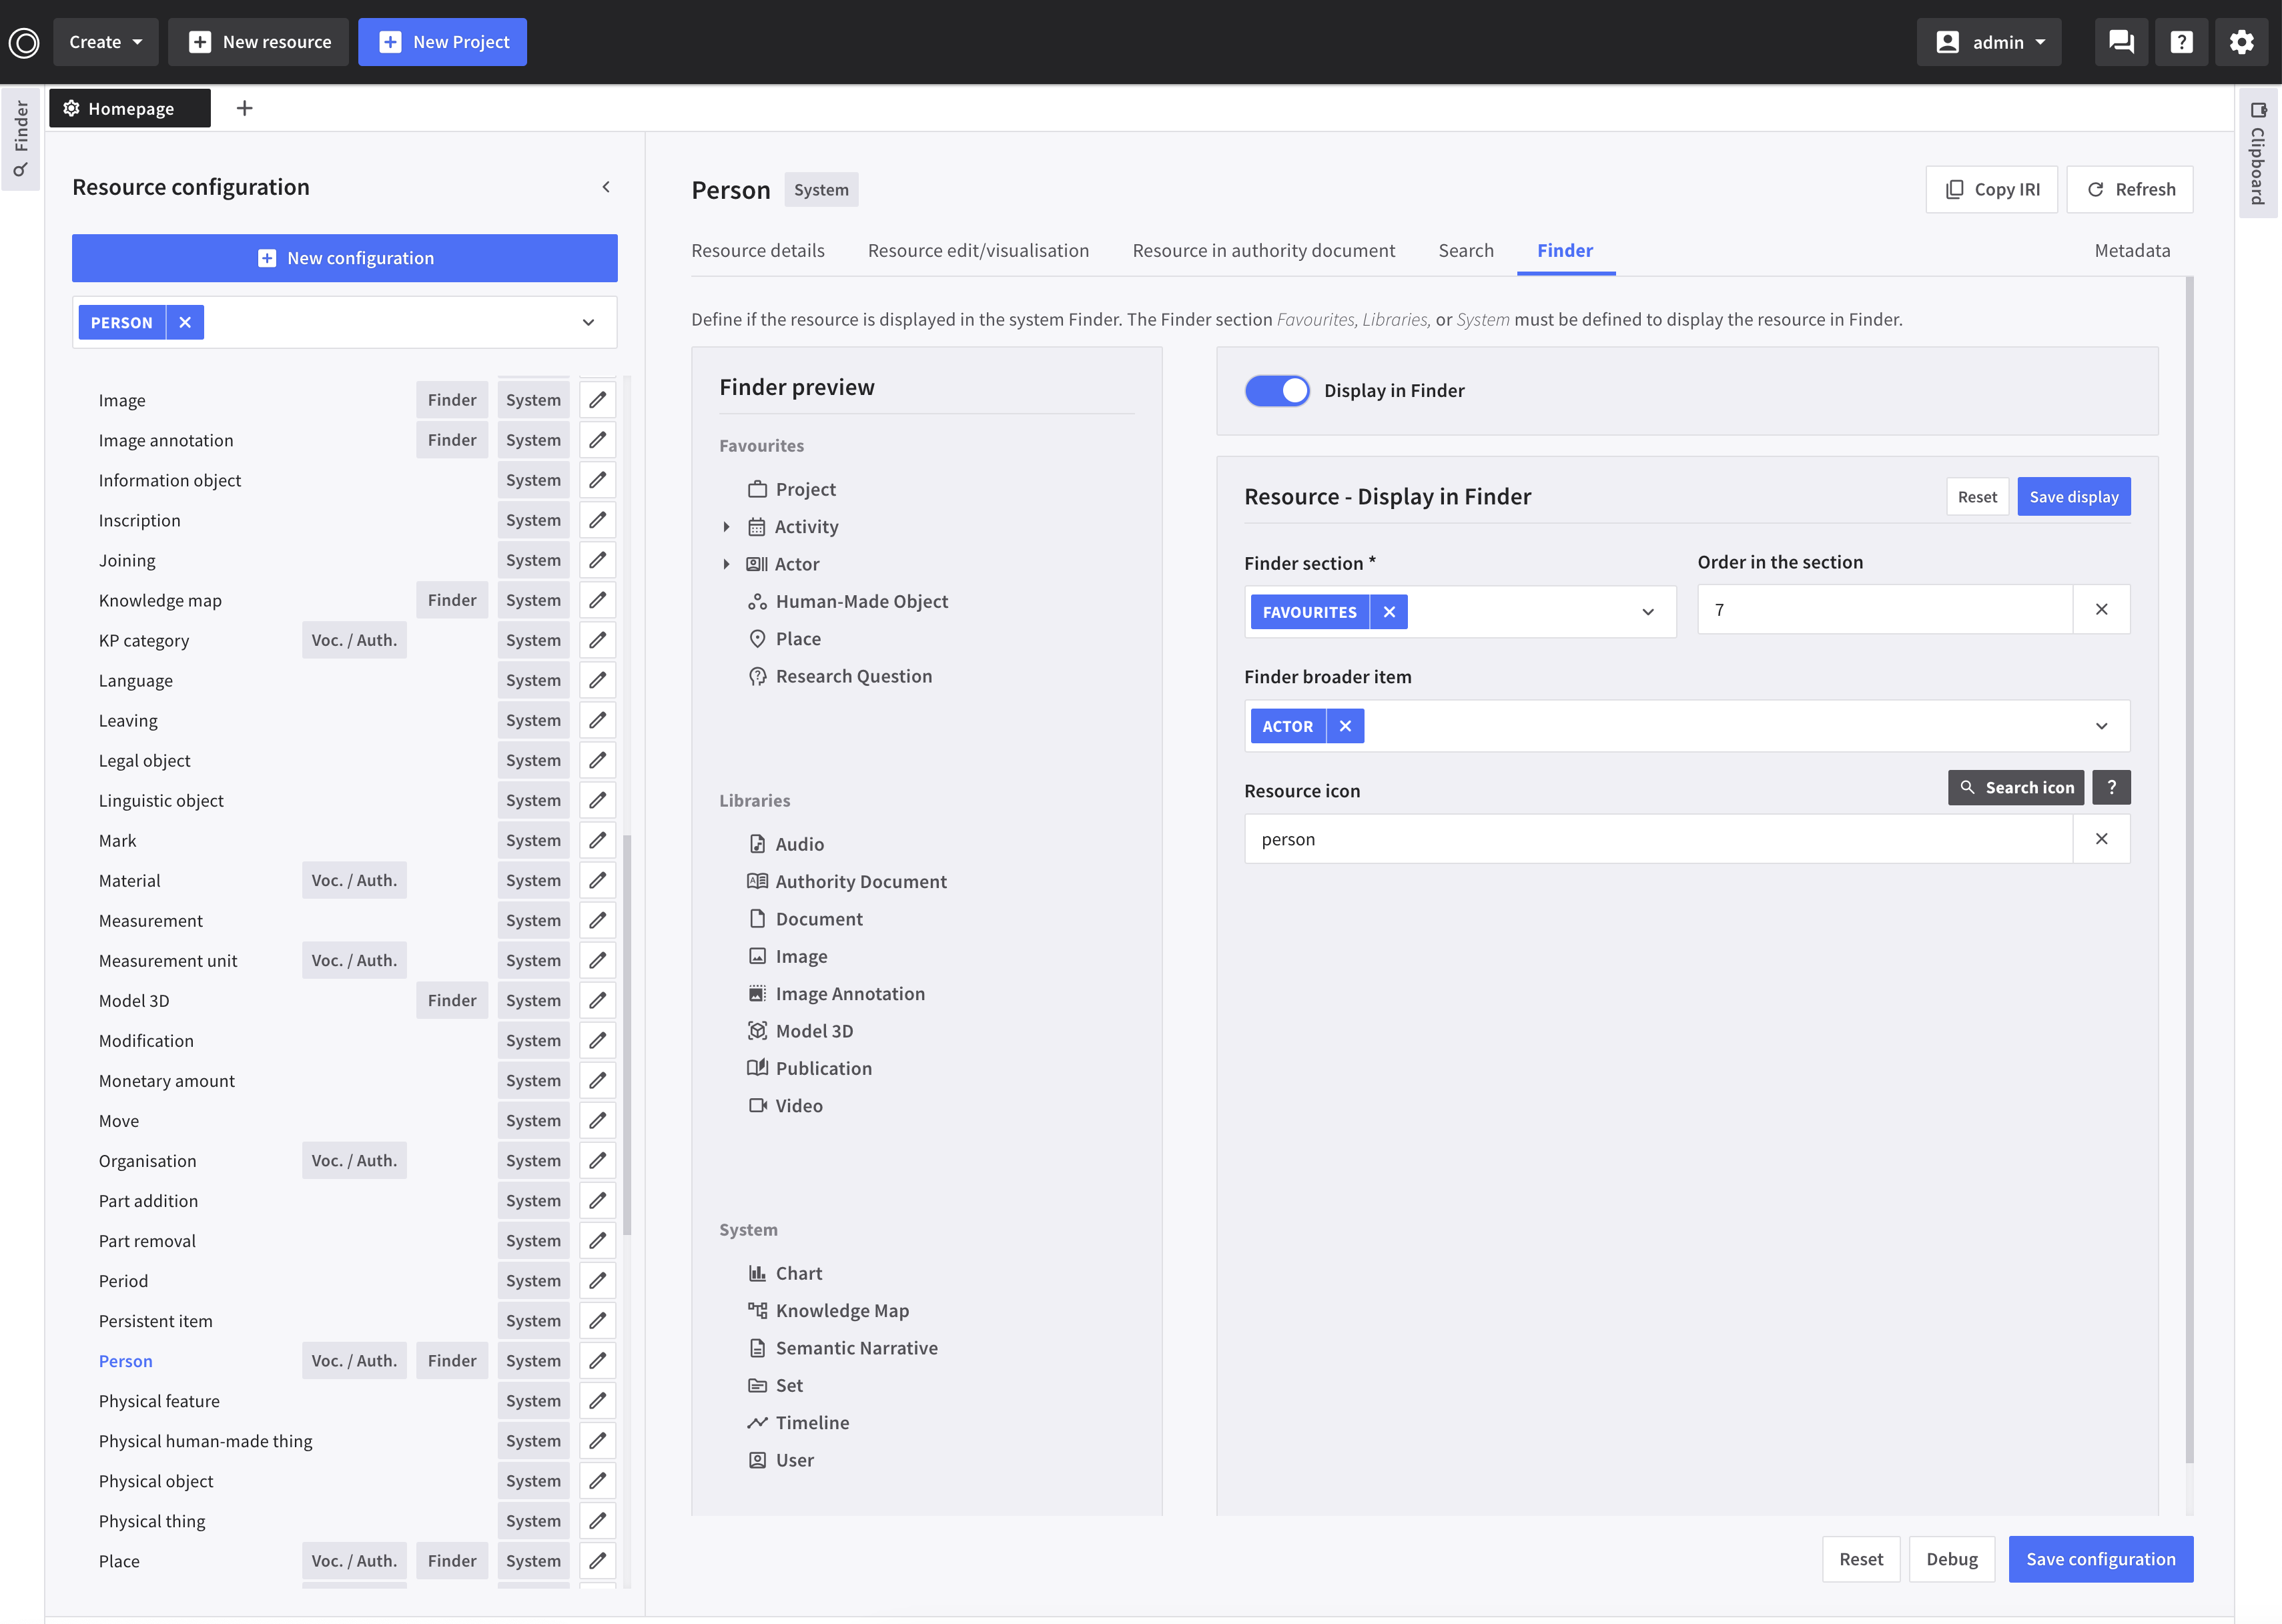 Create
New resource
New Project
admin
Finder
Homepage
Clipboard
Resource configuration
New configuration
PERSON
Image Finder System
Image annotation Finder System
Information object System
Inscription System
Joining System
Knowledge map Finder System
KP category Voc. / Auth. System
Language System
Leaving System
Legal object System
Linguistic object System
Mark System
Material Voc. / Auth. System
Measurement System
Measurement unit Voc. / Auth. System
Model 3D Finder System
Modification System
Monetary amount System
Move System
Organisation Voc. / Auth. System
Part addition System
Part removal System
Period System
Persistent item System
Person Voc. / Auth. Finder System
Physical feature System
Physical human-made thing System
Physical object System
Physical thing System
Place Voc. / Auth. Finder System
Person System
Copy IRI
Refresh
Resource details Resource edit/visualisation Resource in authority document Search Finder Metadata
Define if the resource is displayed in the system Finder. The Finder section Favourites, Libraries, or System must be defined to display the resource in Finder.
Finder preview
Favourites
Project
Activity
Actor
Human-Made Object
Place
Research Question
Libraries
Audio
Authority Document
Document
Image
Image Annotation
Model 3D
Publication
Video
System
Chart
Knowledge Map
Semantic Narrative
Set
Timeline
User
Display in Finder
Resource - Display in Finder
Reset
Save display
Finder section *
FAVOURITES
Order in the section
7
Finder broader item
ACTOR
Resource icon
Search icon
?
person
Reset
Debug
Save configuration